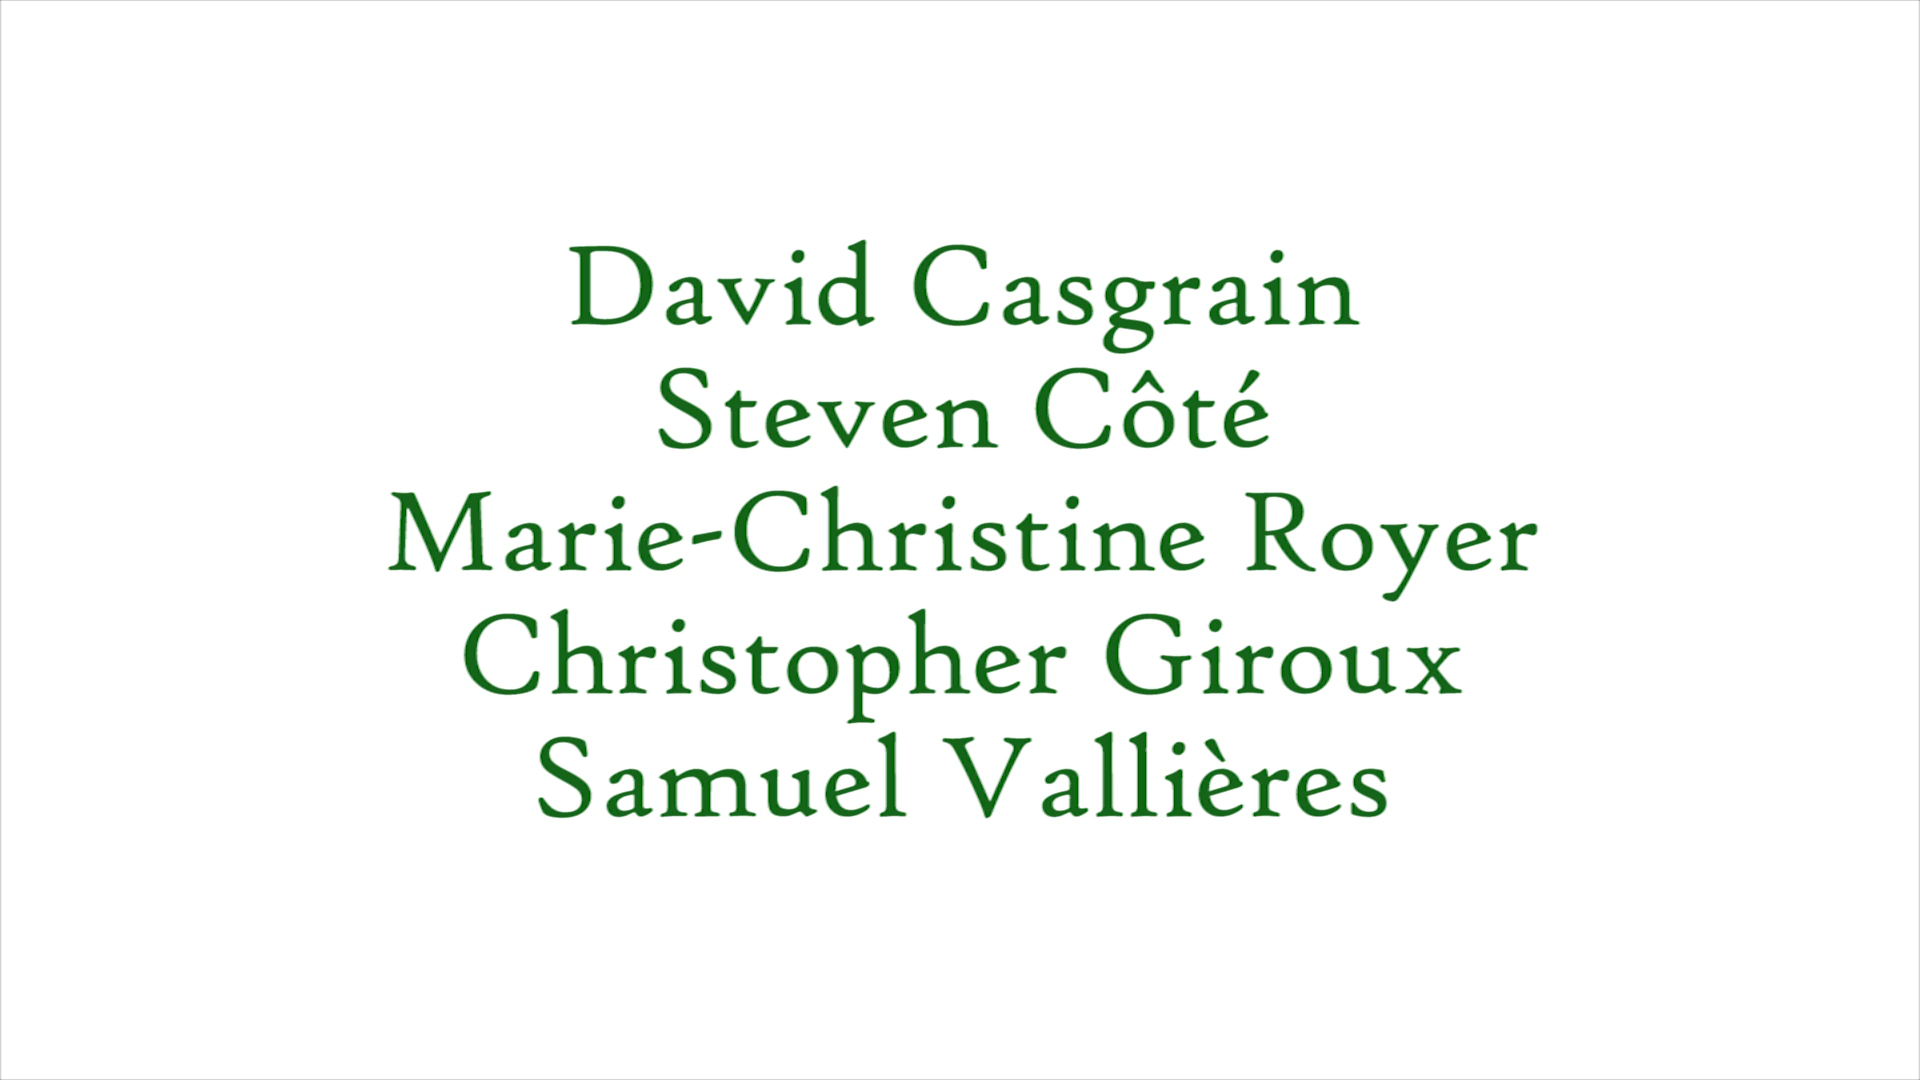 David Casgrain
Steven Côté
Marie-Christine Royer
Christopher Giroux
Samuel Vallières